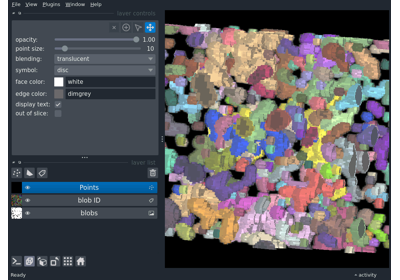 File View Plugins Window Help
layer controls
opacity: 1.00
point size: 10
blending: translucent
symbol: disc
face color: white
edge color: dimgrey
display text:
out of slice:
layer list
Points
blob ID
blobs
Ready
activity